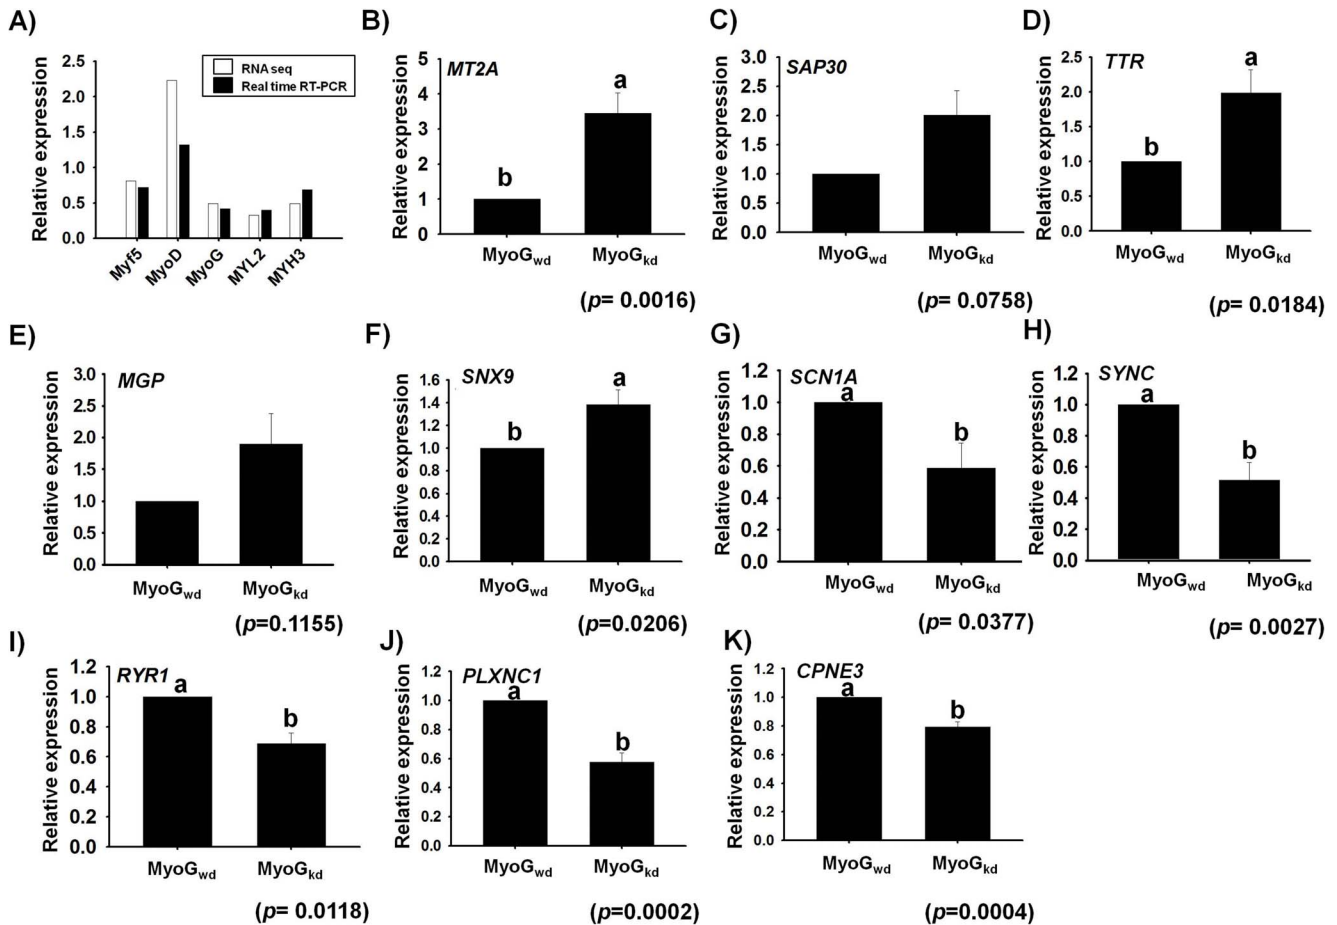 A)
Relative expression
2.5
2.0
1.5
1.0
0.5
0.0
RNA seq
Real time RT-PCR
Myf5
MyoD
MyoG
MYL2
MYH3
B)
Relative expression
5
4
3
2
1
0
MT2A
b
a
MyoGwd
MyoGkd
(p= 0.0016)
C)
Relative expression
3.0
2.5
2.0
1.5
1.0
0.5
0.0
SAP30
MyoGwd
MyoGkd
(p= 0.0758)
D)
Relative expression
2.5
2.0
1.5
1.0
0.5
0.0
TTR
b
a
MyoGwd
MyoGkd
(p= 0.0184)
E)
Relative expression
3.0
2.5
2.0
1.5
1.0
0.5
0.0
MGP
MyoGwd
MyoGkd
(p=0.1155)
F)
Relative expression
1.6
1.4
1.2
1.0
0.8
0.6
0.4
0.2
0.0
SNX9
b
a
MyoGwd
MyoGkd
(p=0.0206)
G)
Relative expression
1.2
1.0
0.8
0.6
0.4
0.2
0.0
SCN1A
a
b
MyoGwd
MyoGkd
(p= 0.0377)
H)
Relative expression
1.2
1.0
0.8
0.6
0.4
0.2
0.0
SYNC
a
b
MyoGwd
MyoGkd
(p= 0.0027)
I)
Relative expression
1.2
1.0
0.8
0.6
0.4
0.2
0.0
RYR1
a
b
MyoGwd
MyoGkd
(p= 0.0118)
J)
Relative expression
1.2
1.0
0.8
0.6
0.4
0.2
0.0
PLXNC1
a
b
MyoGwd
MyoGkd
(p=0.0002)
K)
Relative expression
1.2
1.0
0.8
0.6
0.4
0.2
0.0
CPNE3
a
b
MyoGwd
MyoGkd
(p=0.0004)